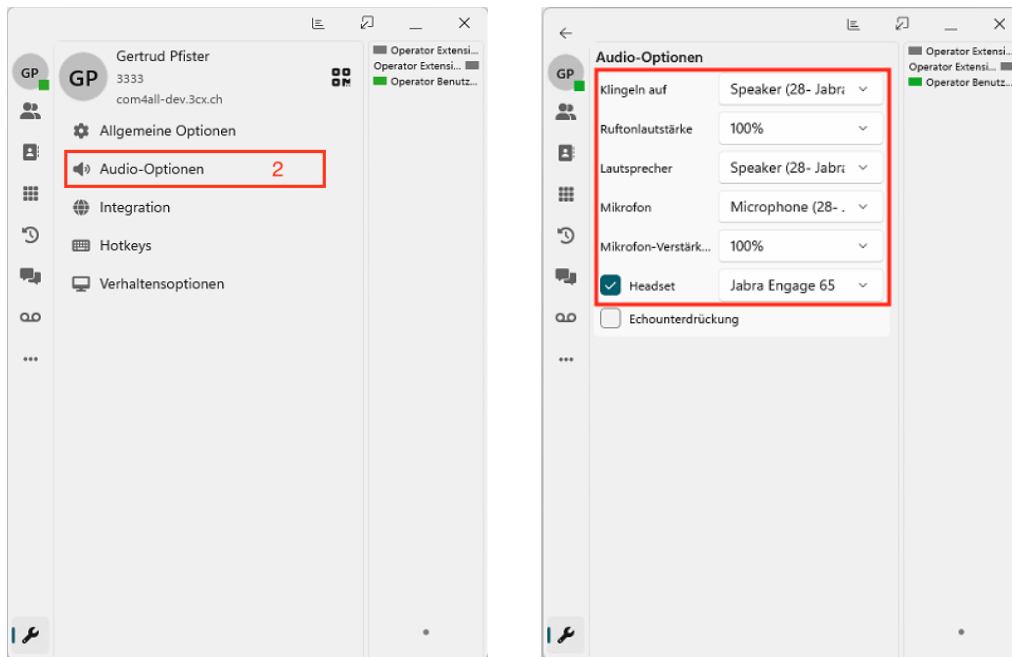 GP
GP
Gertrud Pfister
3333
com4all-dev.3cx.ch
Allgemeine Optionen
Audio-Optionen 2
Integration
Hotkeys
Verhaltensoptionen
Operator Extensi...
Operator Extensi...
Operator Benutz...
GP
Audio-Optionen
Klingeln auf Speaker (28- Jabra
Ruftonlautstärke 100%
Lautsprecher Speaker (28- Jabra
Mikrofon Microphone (28- .
Mikrofon-Verstärk... 100%
Headset Jabra Engage 65
Echounterdrückung
Operator Extensi...
Operator Extensi...
Operator Benutz...